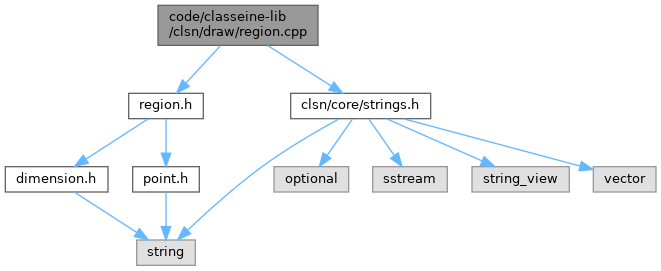 code/classeine-lib
/clsn/draw/region.cpp
region.h
clsn/core/strings.h
dimension.h
point.h
optional
sstream
string_view
vector
string